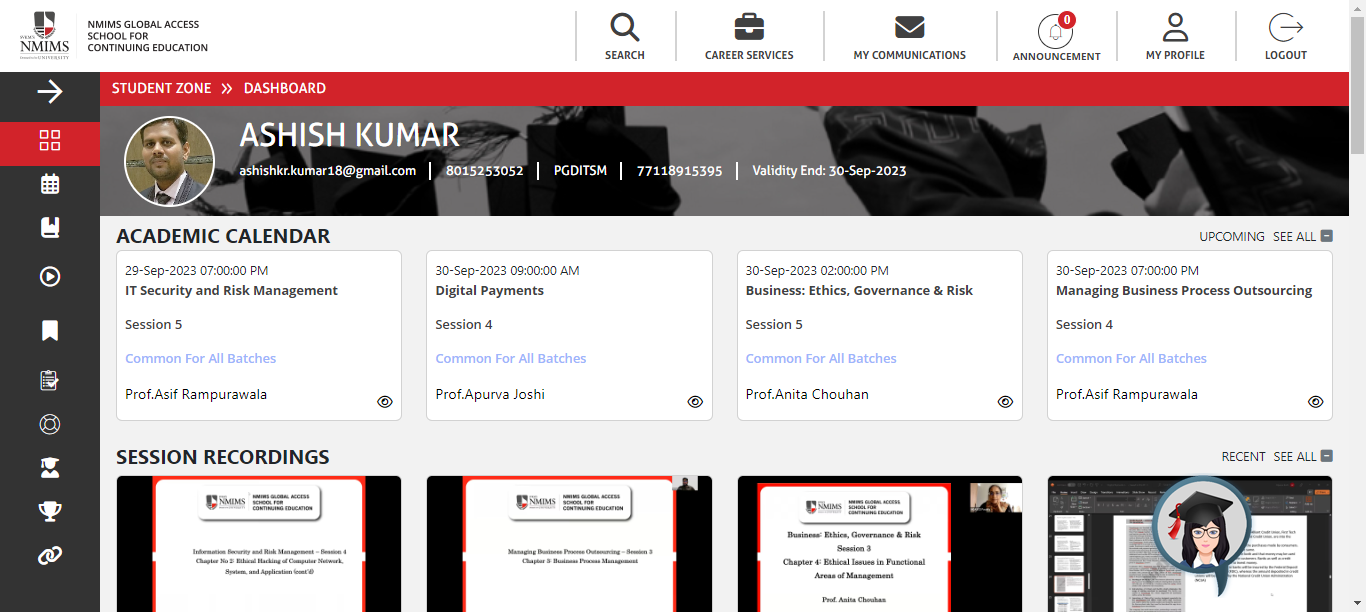 SVKM'S
NMIMS
NMIMS GLOBAL ACCESS
SCHOOL FOR
CONTINUING EDUCATION
SEARCH
CAREER SERVICES
MY COMMUNICATIONS
0
ANNOUNCEMENT
MY PROFILE
LOGOUT
STUDENT ZONE » DASHBOARD
ASHISH KUMAR
ashishkr.kumar18@gmail.com | 8015253052 | PGDITSM | 77118915395 | Validity End: 30-Sep-2023
ACADEMIC CALENDAR
UPCOMING SEE ALL
29-Sep-2023 07:00:00 PM
IT Security and Risk Management
Session 5
Common For All Batches
Prof.Asif Rampurawala
30-Sep-2023 09:00:00 AM
Digital Payments
Session 4
Common For All Batches
Prof.Apurva Joshi
30-Sep-2023 02:00:00 PM
Business: Ethics, Governance & Risk
Session 5
Common For All Batches
Prof.Anita Chouhan
30-Sep-2023 07:00:00 PM
Managing Business Process Outsourcing
Session 4
Common For All Batches
Prof.Asif Rampurawala
SESSION RECORDINGS
RECENT SEE ALL
NMIMS
NMIMS GLOBAL ACCESS
SCHOOL FOR
CONTINUING EDUCATION
Information Security and Risk Management – Session 4
Chapter No 2: Ethical Hacking of Computer Network,
System, and Application (cont'd)
NMIMS
NMIMS GLOBAL ACCESS
SCHOOL FOR
CONTINUING EDUCATION
Managing Business Process Outsourcing – Session 3
Chapter 3: Business Process Management
NMIMS
NMIMS GLOBAL ACCESS
SCHOOL FOR
CONTINUING EDUCATION
Business: Ethics, Governance & Risk
Session 3
Chapter 4: Ethical Issues in Functional
Areas of Management
Prof. Anita Chouhan